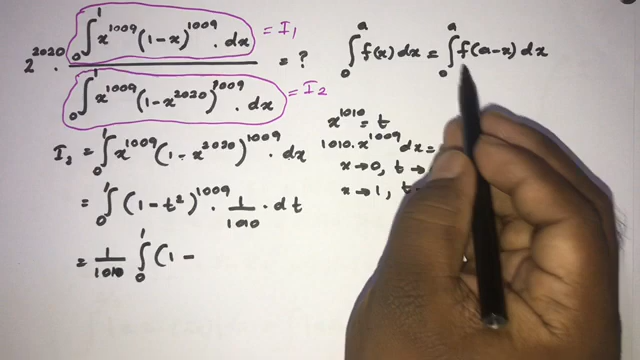 2^2020 · ∫₀¹ x^1009 (1-x)^1009 · dx = I₁
∫₀¹ x^1009 (1-x^2020)^1009 · dx = I₂
= ?
∫₀^a f(x) dx = ∫₀^a f(a-x) dx
x^1010 = t
1010 · x^1009 dx =
x → 0, t →
x → 1, t
I₂ = ∫₀¹ x^1009 (1 - x^2020)^1009 · dx
= ∫₀¹ (1 - t²)^1009 · 1/1010 · dt
= 1/1010 ∫₀¹ (1 -